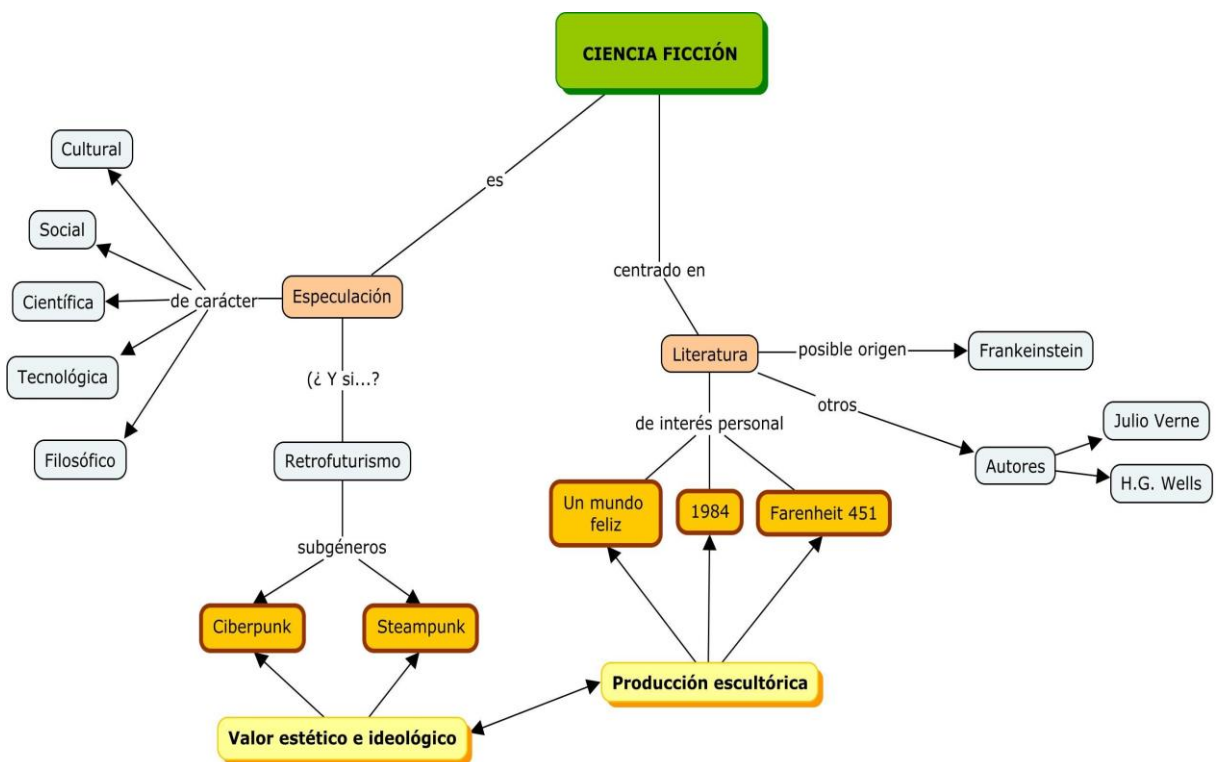 CIENCIA FICCIÓN
es
centrado en
Cultural
Social
Científica
Tecnológica
Filosófico
de carácter
Especulación
(¿ Y si...?
Retrofuturismo
subgéneros
Ciberpunk
Steampunk
Valor estético e ideológico
Literatura
posible origen
Frankeinstein
otros
Autores
Julio Verne
H.G. Wells
de interés personal
Un mundo
feliz
1984
Farenheit 451
Producción escultórica